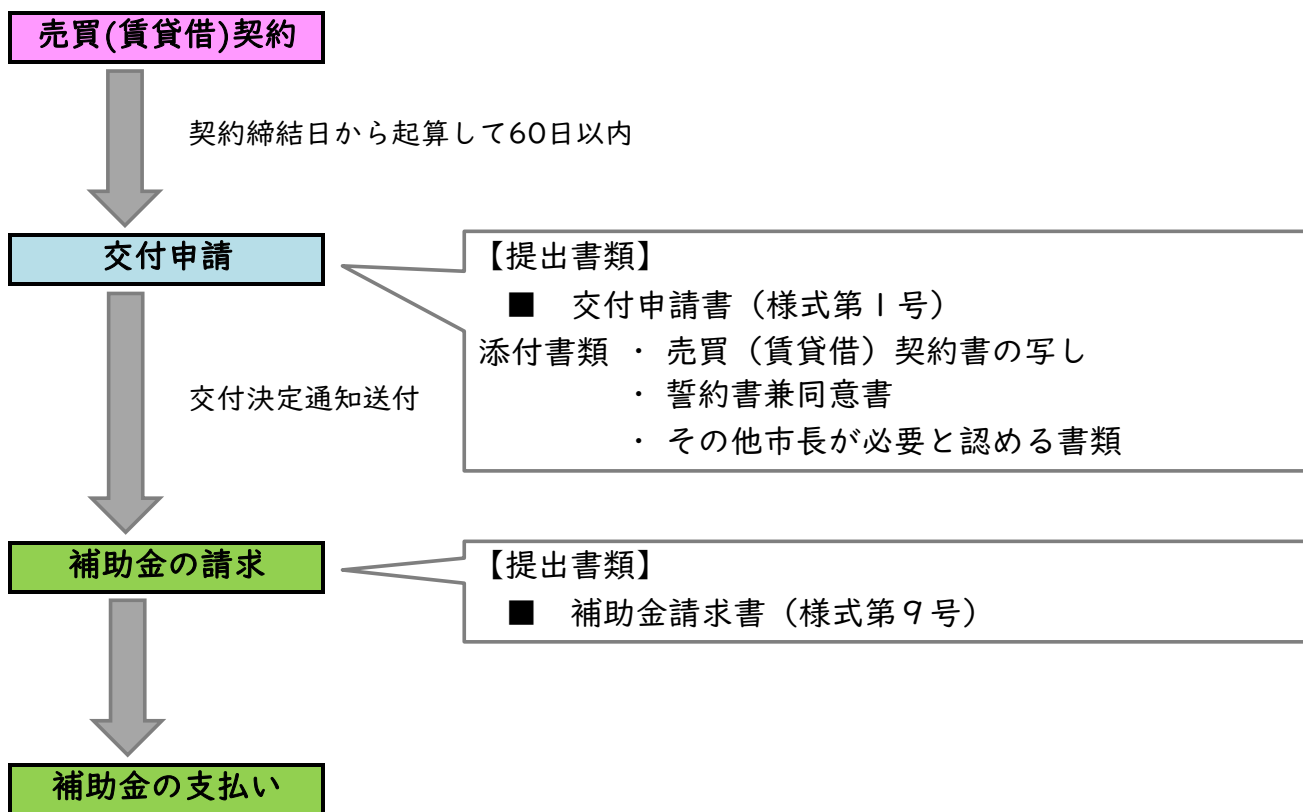 売買(賃貸借)契約
契約締結日から起算して60日以内
交付申請
【提出書類】
■ 交付申請書（様式第1号）
添付書類 ・ 売買（賃貸借）契約書の写し
・ 誓約書兼同意書
・ その他市長が必要と認める書類
交付決定通知送付
補助金の請求
【提出書類】
■ 補助金請求書（様式第9号）
補助金の支払い